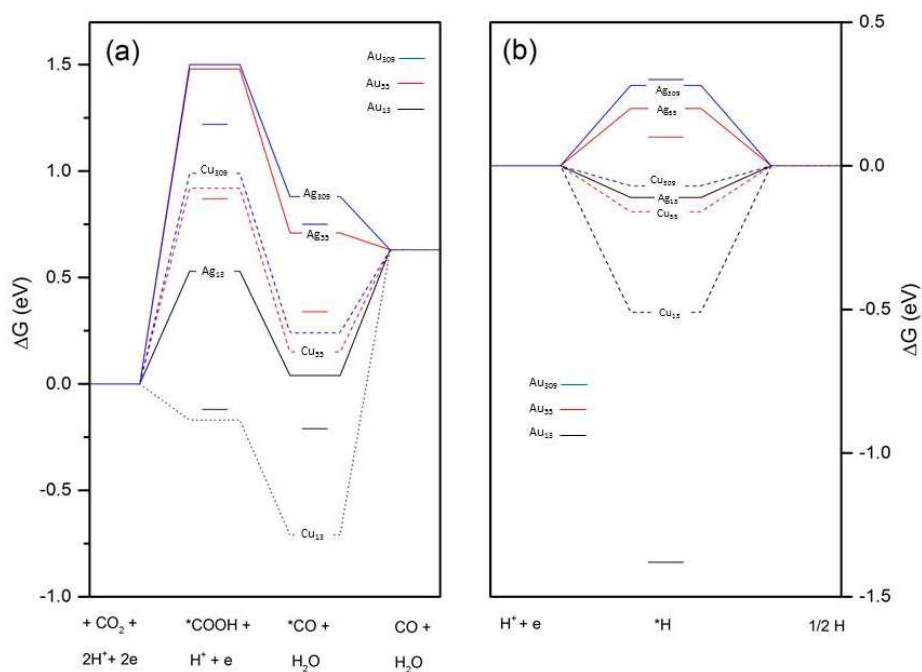 (a)
Au₃₀₉
Au₅₅
Au₁₃
1.5
1.0
0.5
0.0
-0.5
-1.0
ΔG (eV)
Cu₃₀₉
Ag₃₀₉
Ag₅₅
Ag₁₃
Cu₅₅
Cu₁₃
+ CO₂ + *COOH + *CO + CO +
2H⁺+ 2e H⁺ + e H₂O H₂O
(b)
0.5
0.0
-0.5
-1.0
-1.5
ΔG (eV)
Ag₃₀₉
Ag₅₅
Cu₃₀₉
Ag₁₃
Cu₅₅
Cu₁₃
Au₃₀₉
Au₅₅
Au₁₃
H⁺ + e *H 1/2 H